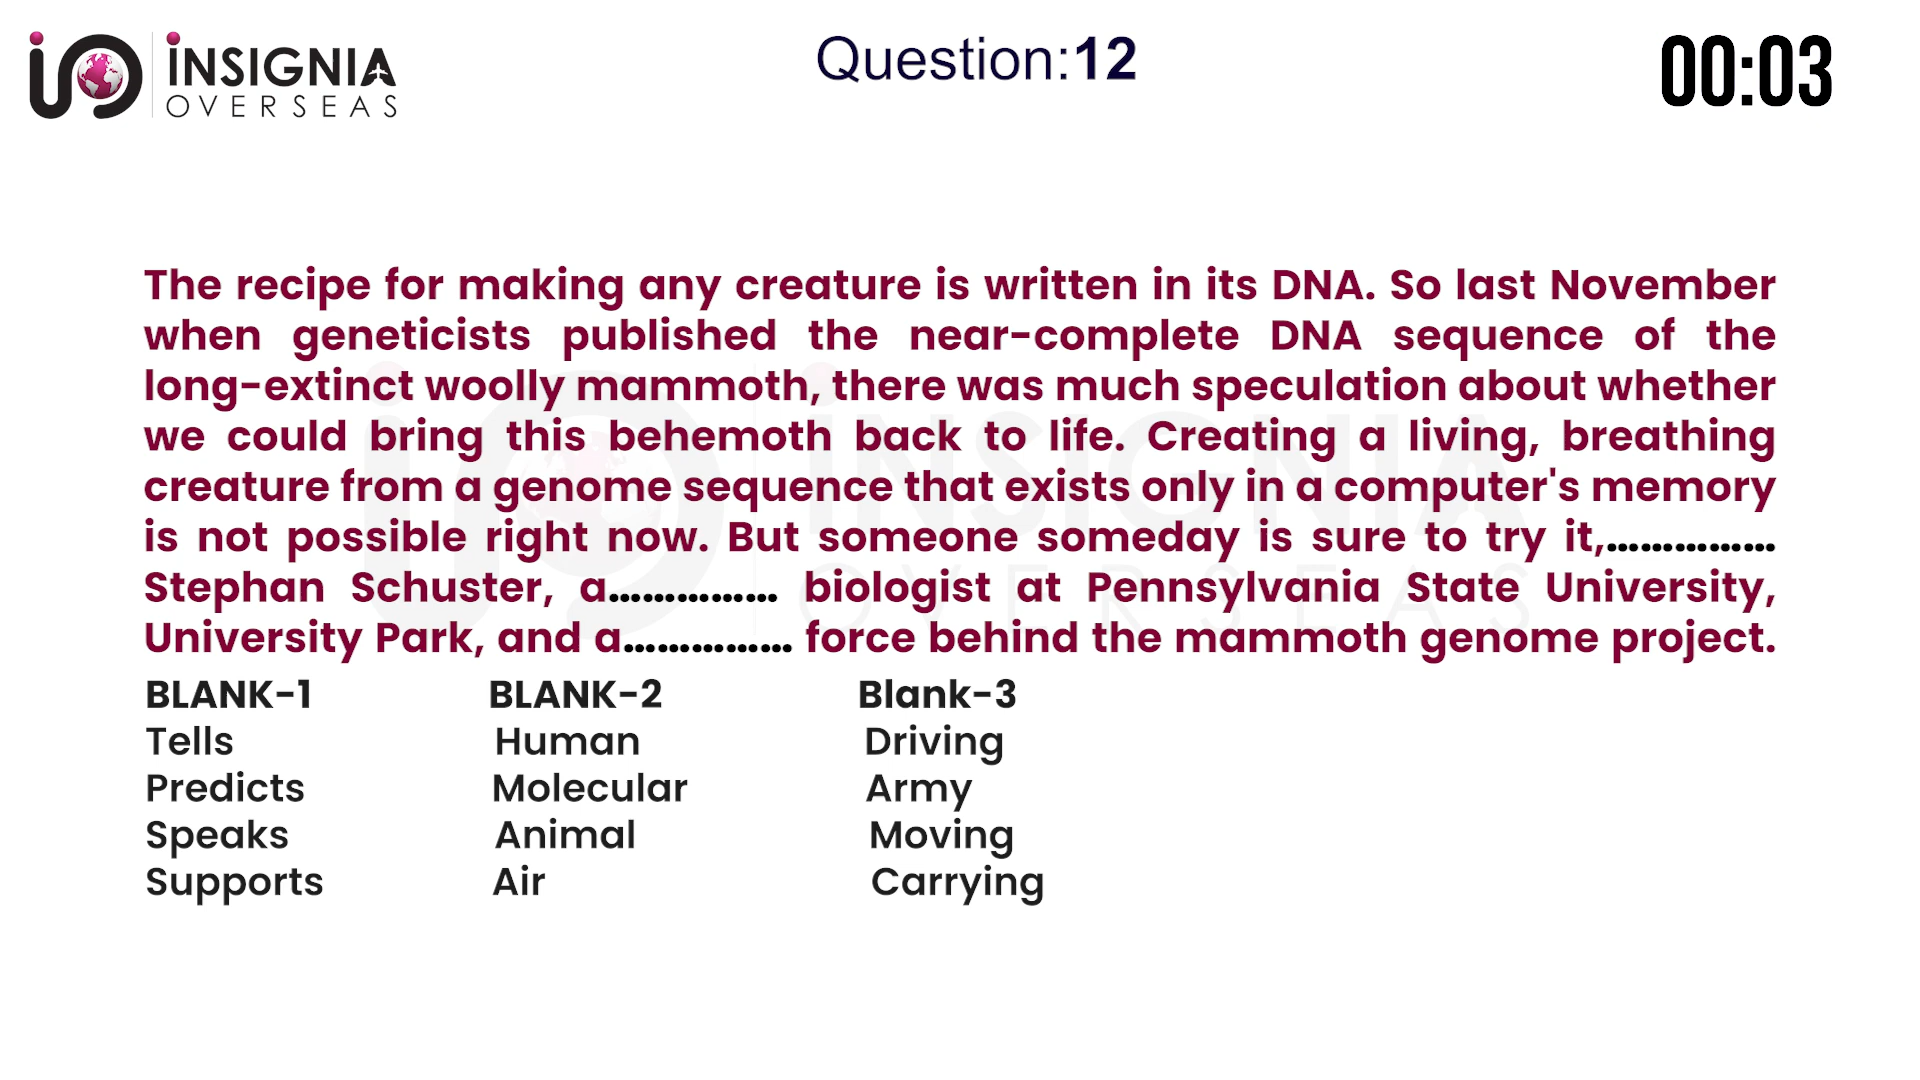 INSIGNIA
OVERSEAS
Question:12
00:03
The recipe for making any creature is written in its DNA. So last November
when geneticists published the near-complete DNA sequence of the
long-extinct woolly mammoth, there was much speculation about whether
we could bring this behemoth back to life. Creating a living, breathing
creature from a genome sequence that exists only in a computer's memory
is not possible right now. But someone someday is sure to try it,................
Stephan Schuster, a................ biologist at Pennsylvania State University,
University Park, and a................ force behind the mammoth genome project.
BLANK-1 BLANK-2 Blank-3
Tells Human Driving
Predicts Molecular Army
Speaks Animal Moving
Supports Air Carrying